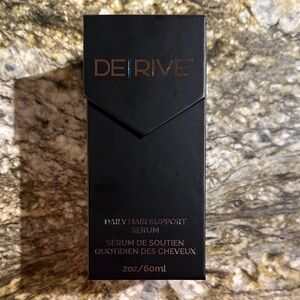 DE|RIVE
DAILY HAIR SUPPORT
SERUM
SÉRUM DE SOUTIEN
QUOTIDIEN DES CHEVEUX
2oz/60ml